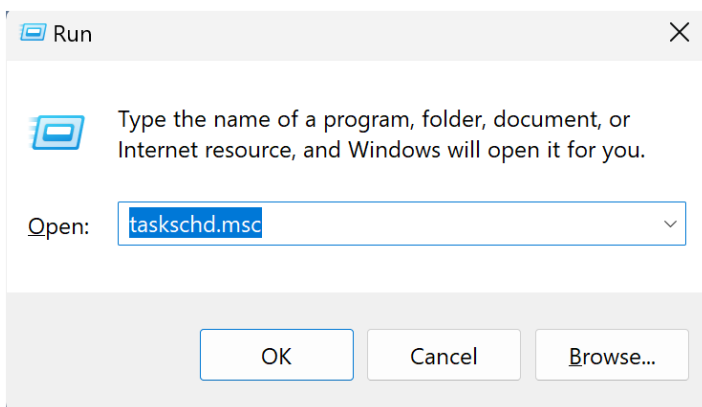 Run
Type the name of a program, folder, document, or
Internet resource, and Windows will open it for you.
Open: taskschd.msc
OK Cancel Browse...